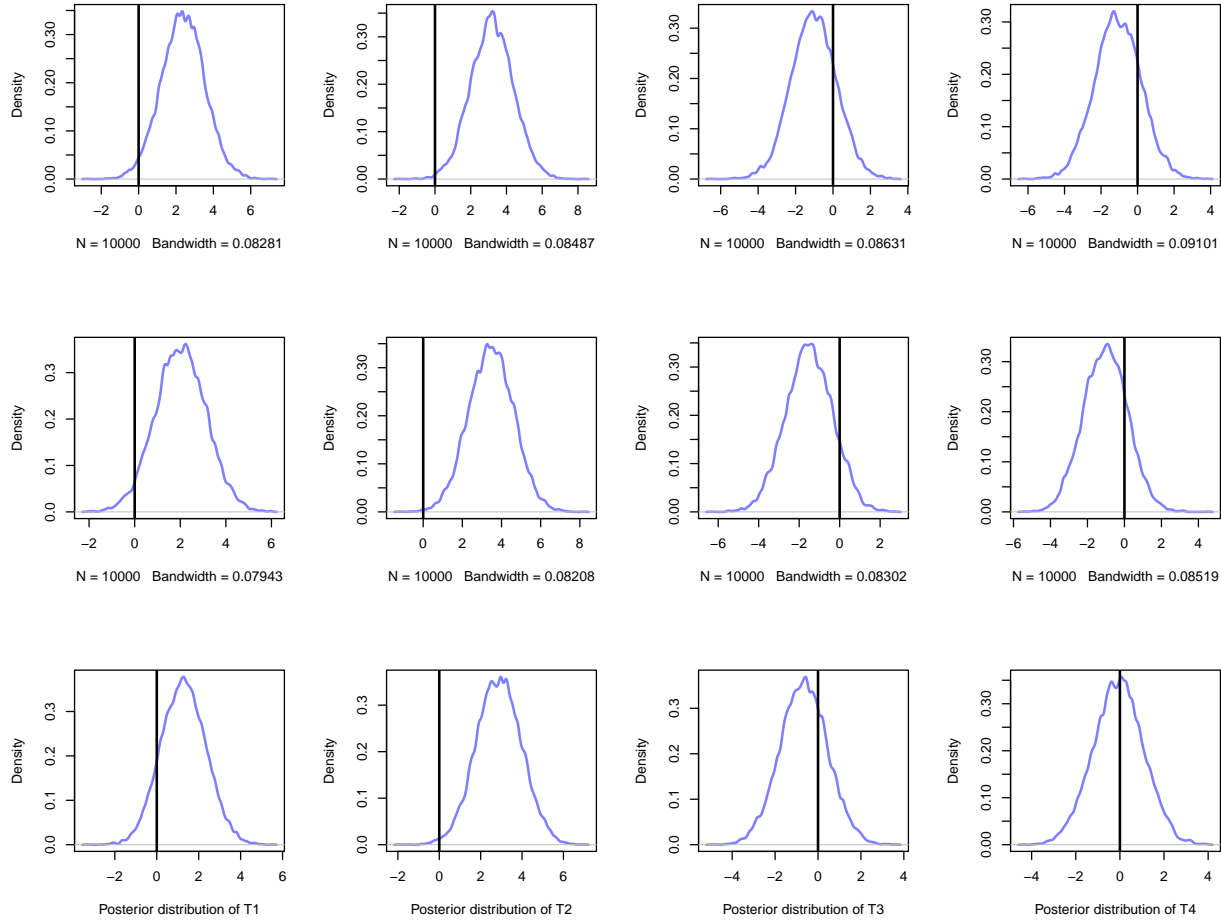 Density
0.00 0.10 0.20 0.30
−2 0 2 4 6
N = 10000 Bandwidth = 0.08281
Density
0.00 0.10 0.20 0.30
−2 0 2 4 6 8
N = 10000 Bandwidth = 0.08487
Density
0.00 0.10 0.20 0.30
−6 −4 −2 0 2 4
N = 10000 Bandwidth = 0.08631
Density
0.00 0.10 0.20 0.30
−6 −4 −2 0 2 4
N = 10000 Bandwidth = 0.09101
Density
0.0 0.1 0.2 0.3
−2 0 2 4 6
N = 10000 Bandwidth = 0.07943
Density
0.00 0.10 0.20 0.30
0 2 4 6 8
N = 10000 Bandwidth = 0.08208
Density
0.00 0.10 0.20 0.30
−6 −4 −2 0 2
N = 10000 Bandwidth = 0.08302
Density
0.00 0.10 0.20 0.30
−6 −4 −2 0 2 4
N = 10000 Bandwidth = 0.08519
Density
0.0 0.1 0.2 0.3
−2 0 2 4 6
Posterior distribution of T1
Density
0.0 0.1 0.2 0.3
−2 0 2 4 6
Posterior distribution of T2
Density
0.0 0.1 0.2 0.3
−4 −2 0 2 4
Posterior distribution of T3
Density
0.00 0.10 0.20 0.30
−4 −2 0 2 4
Posterior distribution of T4